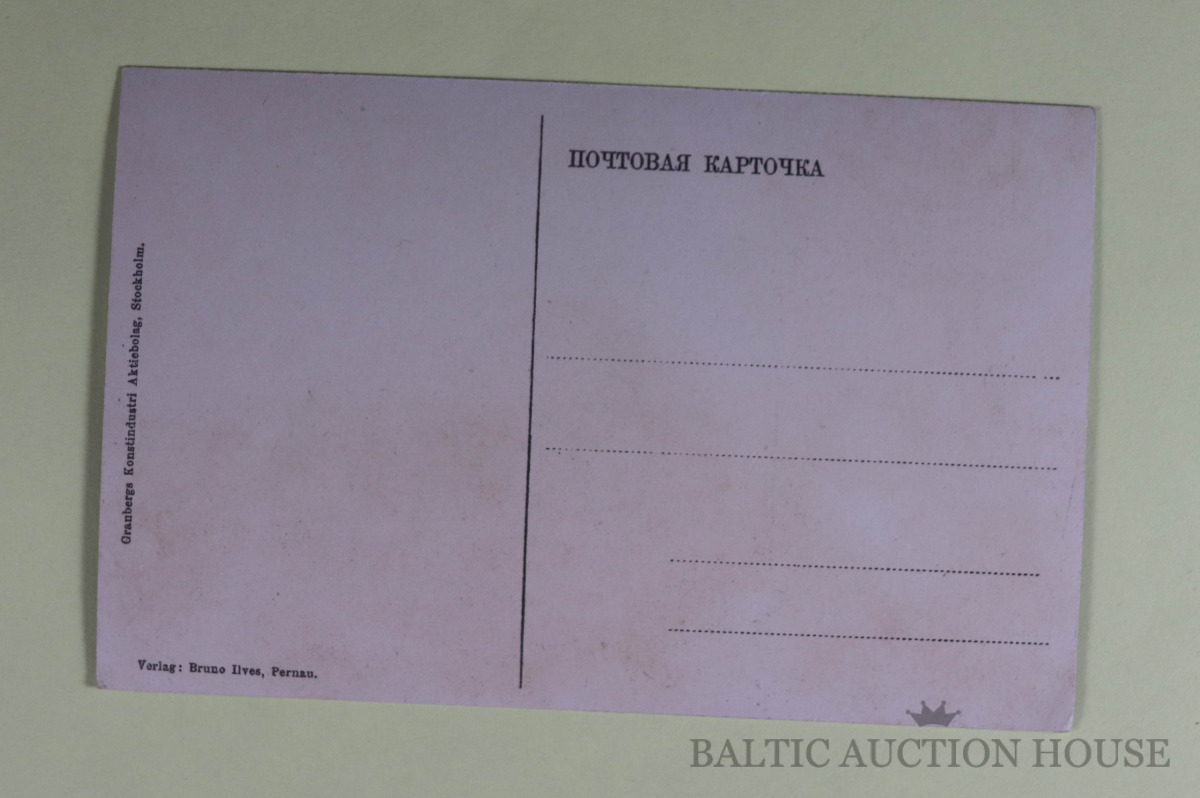 ПОЧТОВАЯ КАРТОЧКА
Granbergs Konstindustri Aktiebolag, Stockholm.
Verlag: Bruno Ilves, Pernau.
BALTIC AUCTION HOUSE